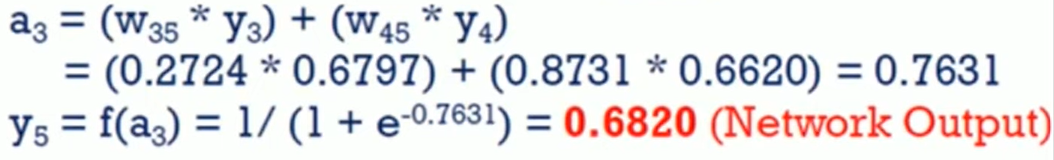 a₃ = (w₃₅ * y₃) + (w₄₅ * y₄)
= (0.2724 * 0.6797) + (0.8731 * 0.6620) = 0.7631
y₅ = f(a₃) = 1/ (1 + e⁻⁰·⁷⁶³¹) = 0.6820 (Network Output)